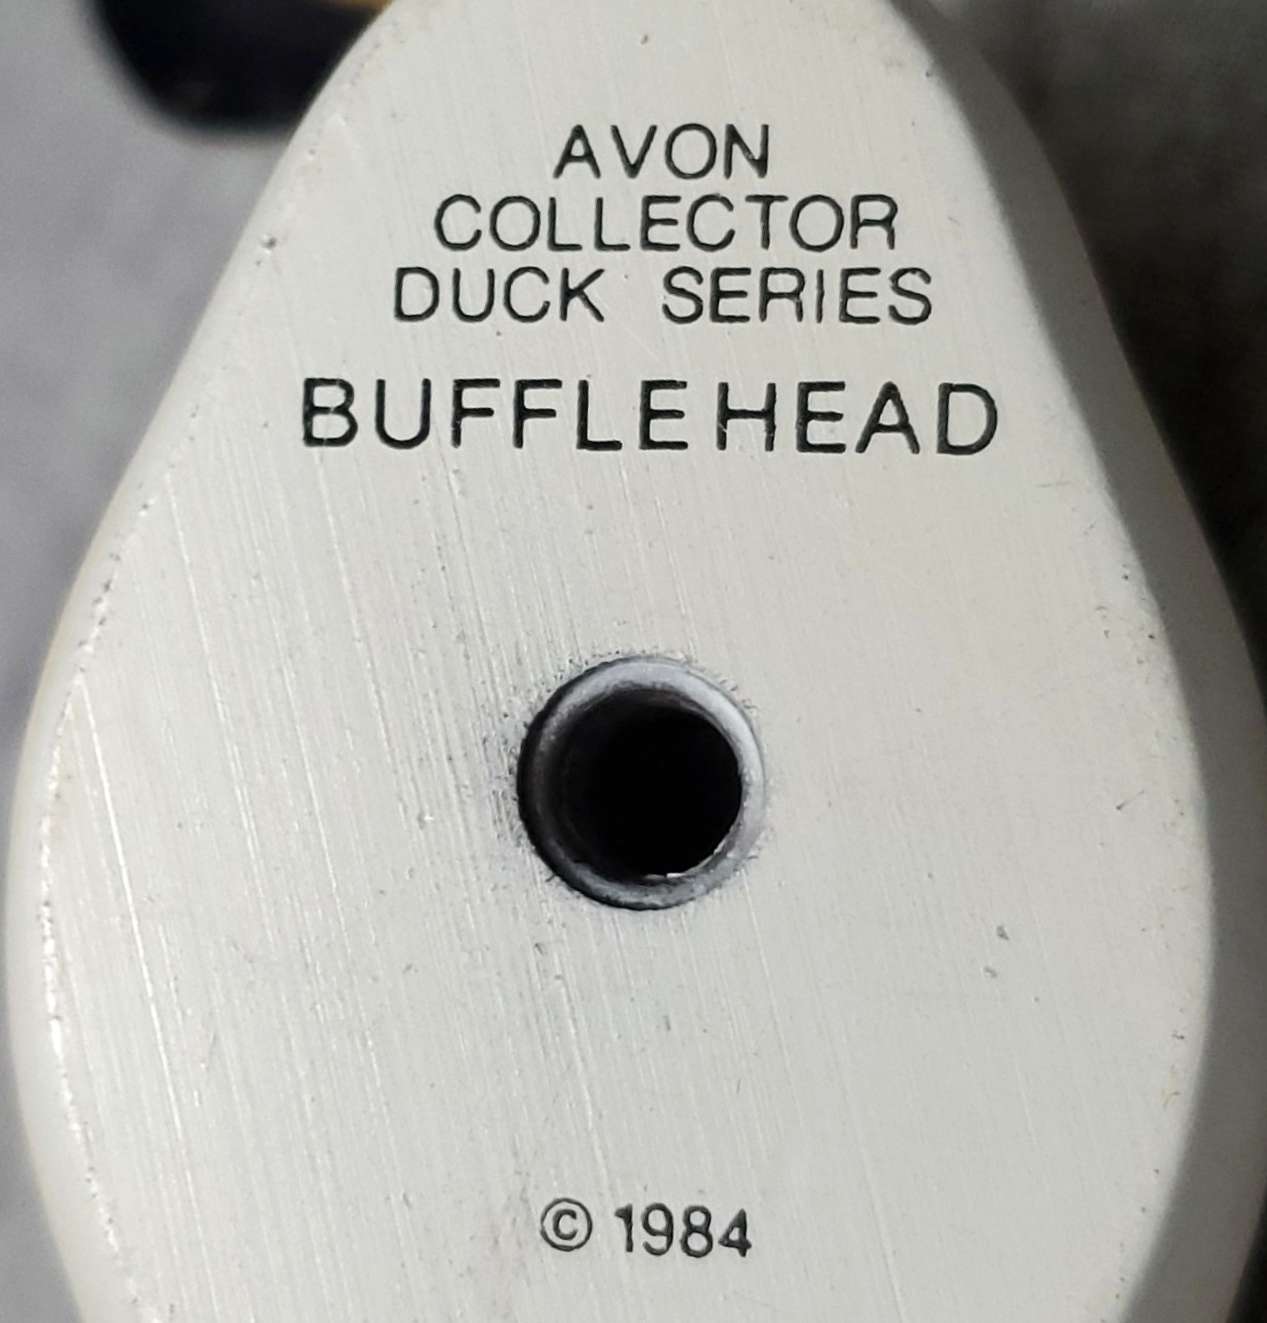 AVON
COLLECTOR
DUCK SERIES
BUFFLEHEAD
© 1984